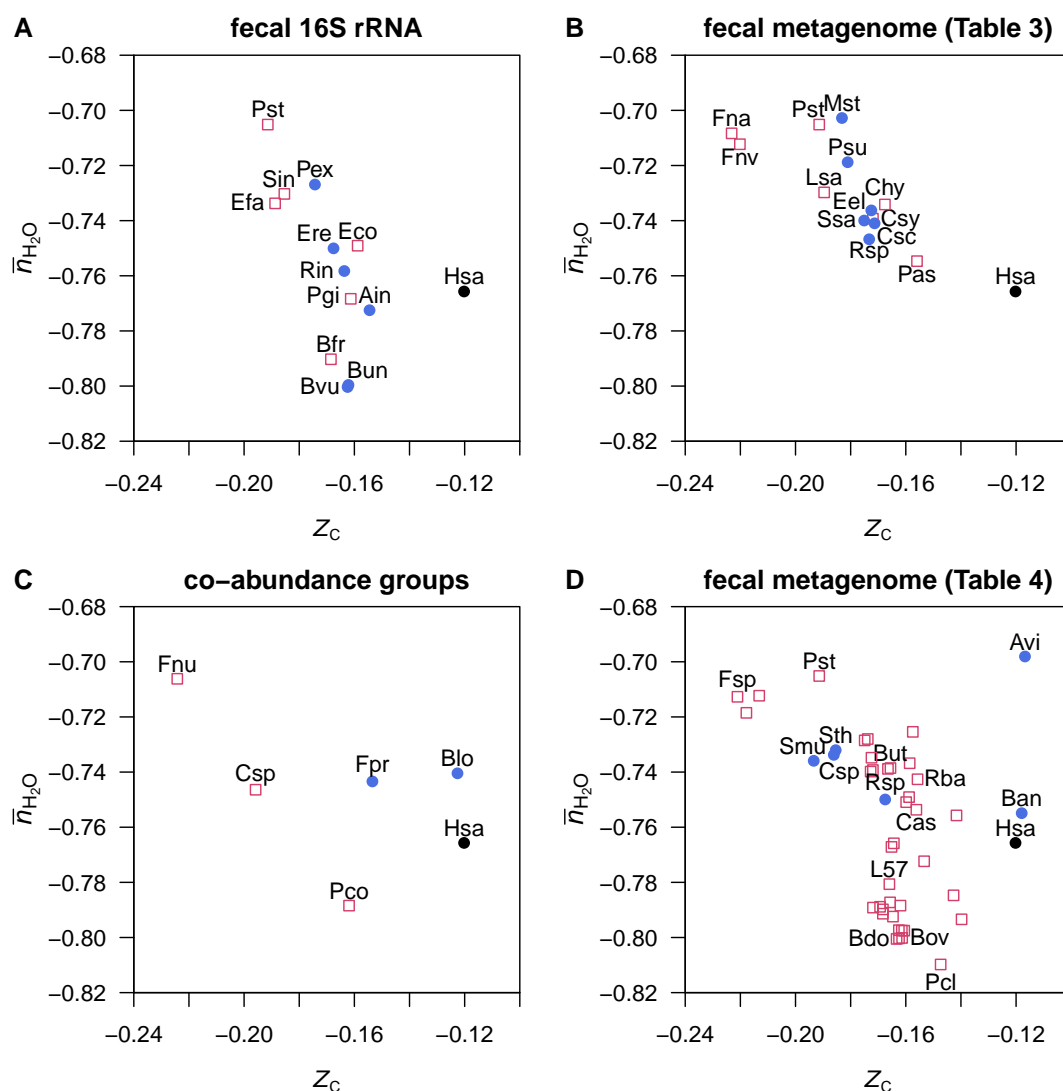 A fecal 16S rRNA
−0.68
−0.70
−0.72
−0.74
−0.76
−0.78
−0.80
−0.82
n̅H₂O
Pst
Pex
Sin
Efa
Ere
Eco
Rin
Hsa
Pgi
Ain
Bfr
Bun
Bvu
−0.24
−0.20
−0.16
−0.12
ZC
B fecal metagenome (Table 3)
−0.68
−0.70
−0.72
−0.74
−0.76
−0.78
−0.80
−0.82
n̅H₂O
Fna
Pst
Mst
Fnv
Psu
Lsa
Chy
Eel
Ssa
Csy
Csc
Rsp
Pas
Hsa
−0.24
−0.20
−0.16
−0.12
ZC
C co−abundance groups
−0.68
−0.70
−0.72
−0.74
−0.76
−0.78
−0.80
−0.82
n̅H₂O
Fnu
Csp
Fpr
Blo
Hsa
Pco
−0.24
−0.20
−0.16
−0.12
ZC
D fecal metagenome (Table 4)
−0.68
−0.70
−0.72
−0.74
−0.76
−0.78
−0.80
−0.82
n̅H₂O
Avi
Pst
Fsp
Sth
Smu
But
Csp
Rsp
Rba
Ban
Cas
Hsa
L57
Bdo
Bov
Pcl
−0.24
−0.20
−0.16
−0.12
ZC